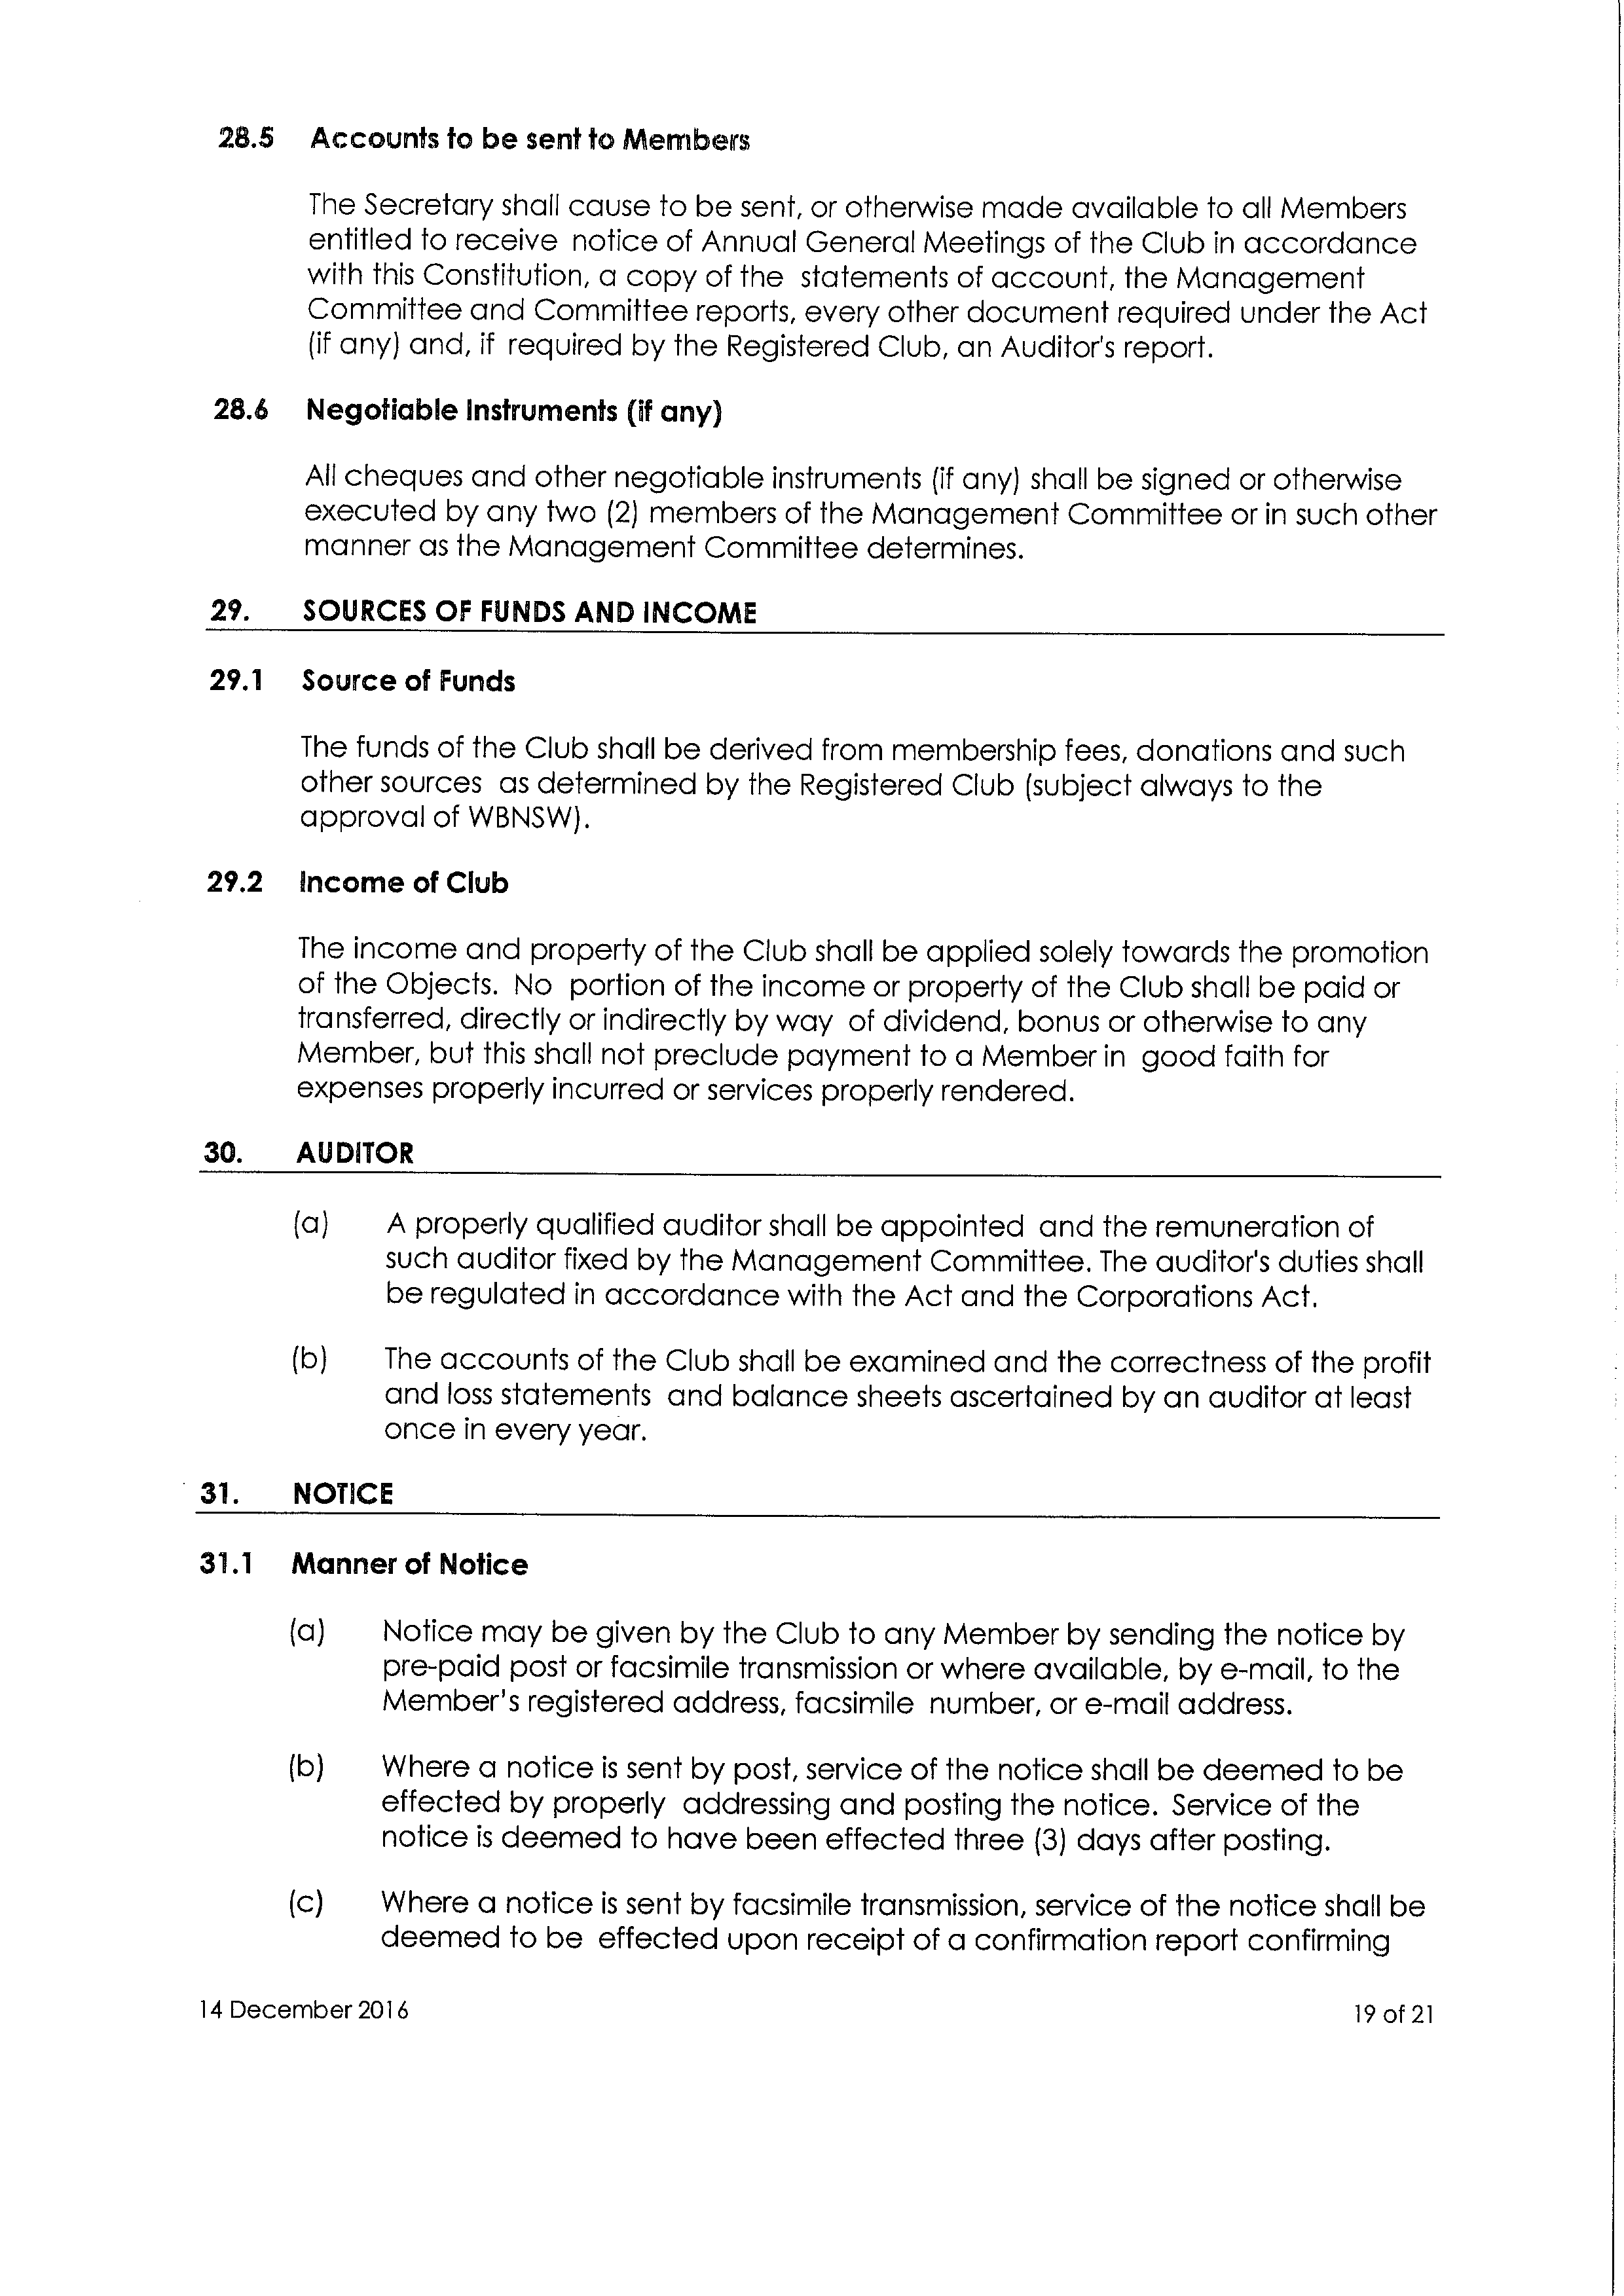 28.5 Accounts to be sent to Members
The Secretary shall cause to be sent, or otherwise made available to all Members
entitled to receive notice of Annual General Meetings of the Club in accordance
with this Constitution, a copy of the statements of account, the Management
Committee and Committee reports, every other document required under the Act
(if any) and, if required by the Registered Club, an Auditor's report.
28.6 Negotiable Instruments (if any)
All cheques and other negotiable instruments (if any) shall be signed or otherwise
executed by any two (2) members of the Management Committee or in such other
manner as the Management Committee determines.
29. SOURCES OF FUNDS AND INCOME
29.1 Source of Funds
The funds of the Club shall be derived from membership fees, donations and such
other sources as determined by the Registered Club (subject always to the
approval of WBNSW).
29.2 Income of Club
The income and property of the Club shall be applied solely towards the promotion
of the Objects. No portion of the income or property of the Club shall be paid or
transferred, directly or indirectly by way of dividend, bonus or otherwise to any
Member, but this shall not preclude payment to a Member in good faith for
expenses properly incurred or services properly rendered.
30. AUDITOR
(a) A properly qualified auditor shall be appointed and the remuneration of
such auditor fixed by the Management Committee. The auditor's duties shall
be regulated in accordance with the Act and the Corporations Act.
(b) The accounts of the Club shall be examined and the correctness of the profit
and loss statements and balance sheets ascertained by an auditor at least
once in every year.
31. NOTICE
31.1 Manner of Notice
(a) Notice may be given by the Club to any Member by sending the notice by
pre-paid post or facsimile transmission or where available, by e-mail, to the
Member's registered address, facsimile number, or e-mail address.
(b) Where a notice is sent by post, service of the notice shall be deemed to be
effected by properly addressing and posting the notice. Service of the
notice is deemed to have been effected three (3) days after posting.
(c) Where a notice is sent by facsimile transmission, service of the notice shall be
deemed to be effected upon receipt of a confirmation report confirming
14 December 2016 19 of 21